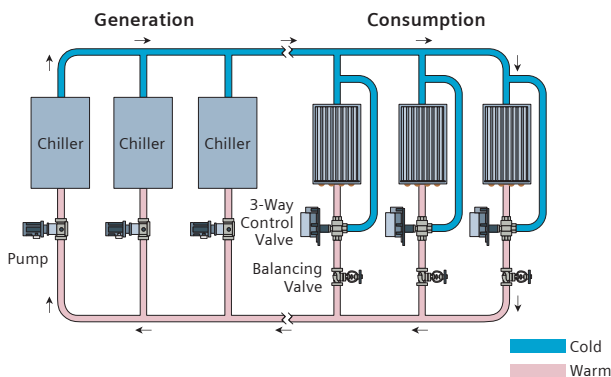 Generation
Consumption
Chiller
Chiller
Chiller
3-Way
Control
Valve
Pump
Balancing
Valve
Cold
Warm